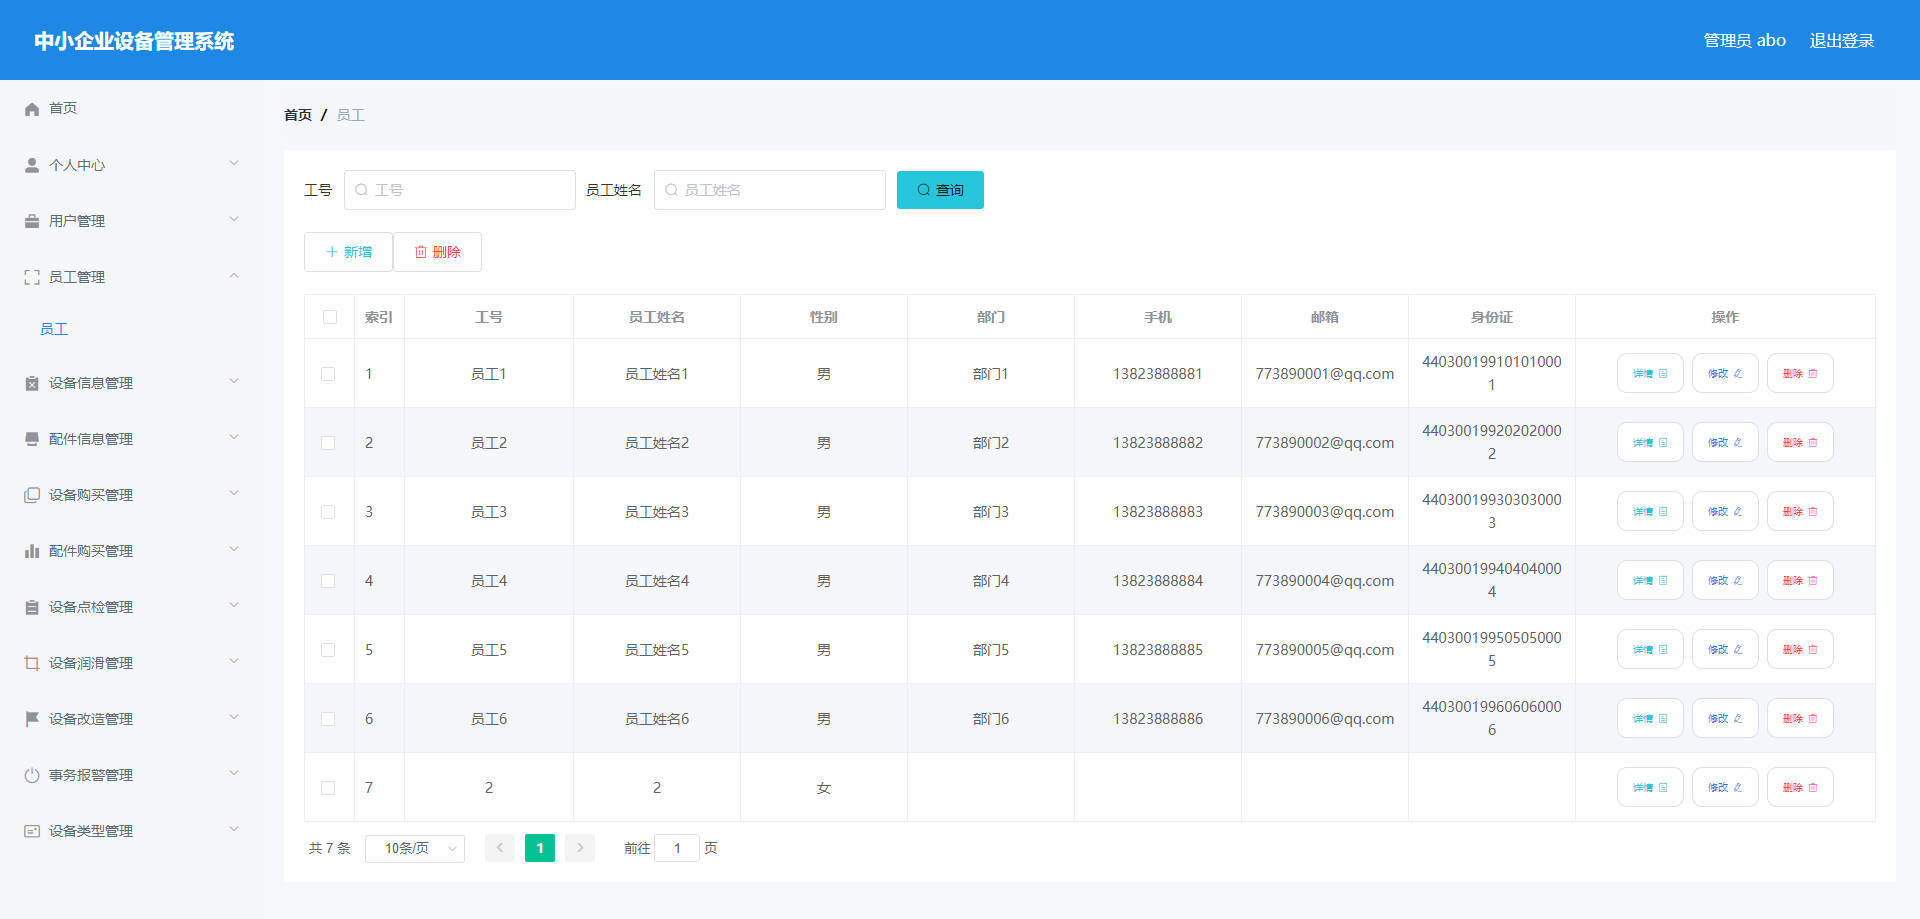 中小企业设备管理系统
管理员 abo 退出登录
首页
个人中心
用户管理
员工管理
员工
设备信息管理
配件信息管理
设备购买管理
配件购买管理
设备点检管理
设备润滑管理
设备改造管理
事务报警管理
设备类型管理
首页 / 员工
工号 工号 员工姓名 员工姓名 查询
新增 删除
索引 工号 员工姓名 性别 部门 手机 邮箱 身份证 操作
1 员工1 员工姓名1 男 部门1 13823888881 773890001@qq.com 44030019910101000
1 详情 修改 删除
2 员工2 员工姓名2 男 部门2 13823888882 773890002@qq.com 44030019920202000
2 详情 修改 删除
3 员工3 员工姓名3 男 部门3 13823888883 773890003@qq.com 44030019930303000
3 详情 修改 删除
4 员工4 员工姓名4 男 部门4 13823888884 773890004@qq.com 44030019940404000
4 详情 修改 删除
5 员工5 员工姓名5 男 部门5 13823888885 773890005@qq.com 44030019950505000
5 详情 修改 删除
6 员工6 员工姓名6 男 部门6 13823888886 773890006@qq.com 44030019960606000
6 详情 修改 删除
7 2 2 女 详情 修改 删除
共 7 条 10条/页 1 前往 1 页